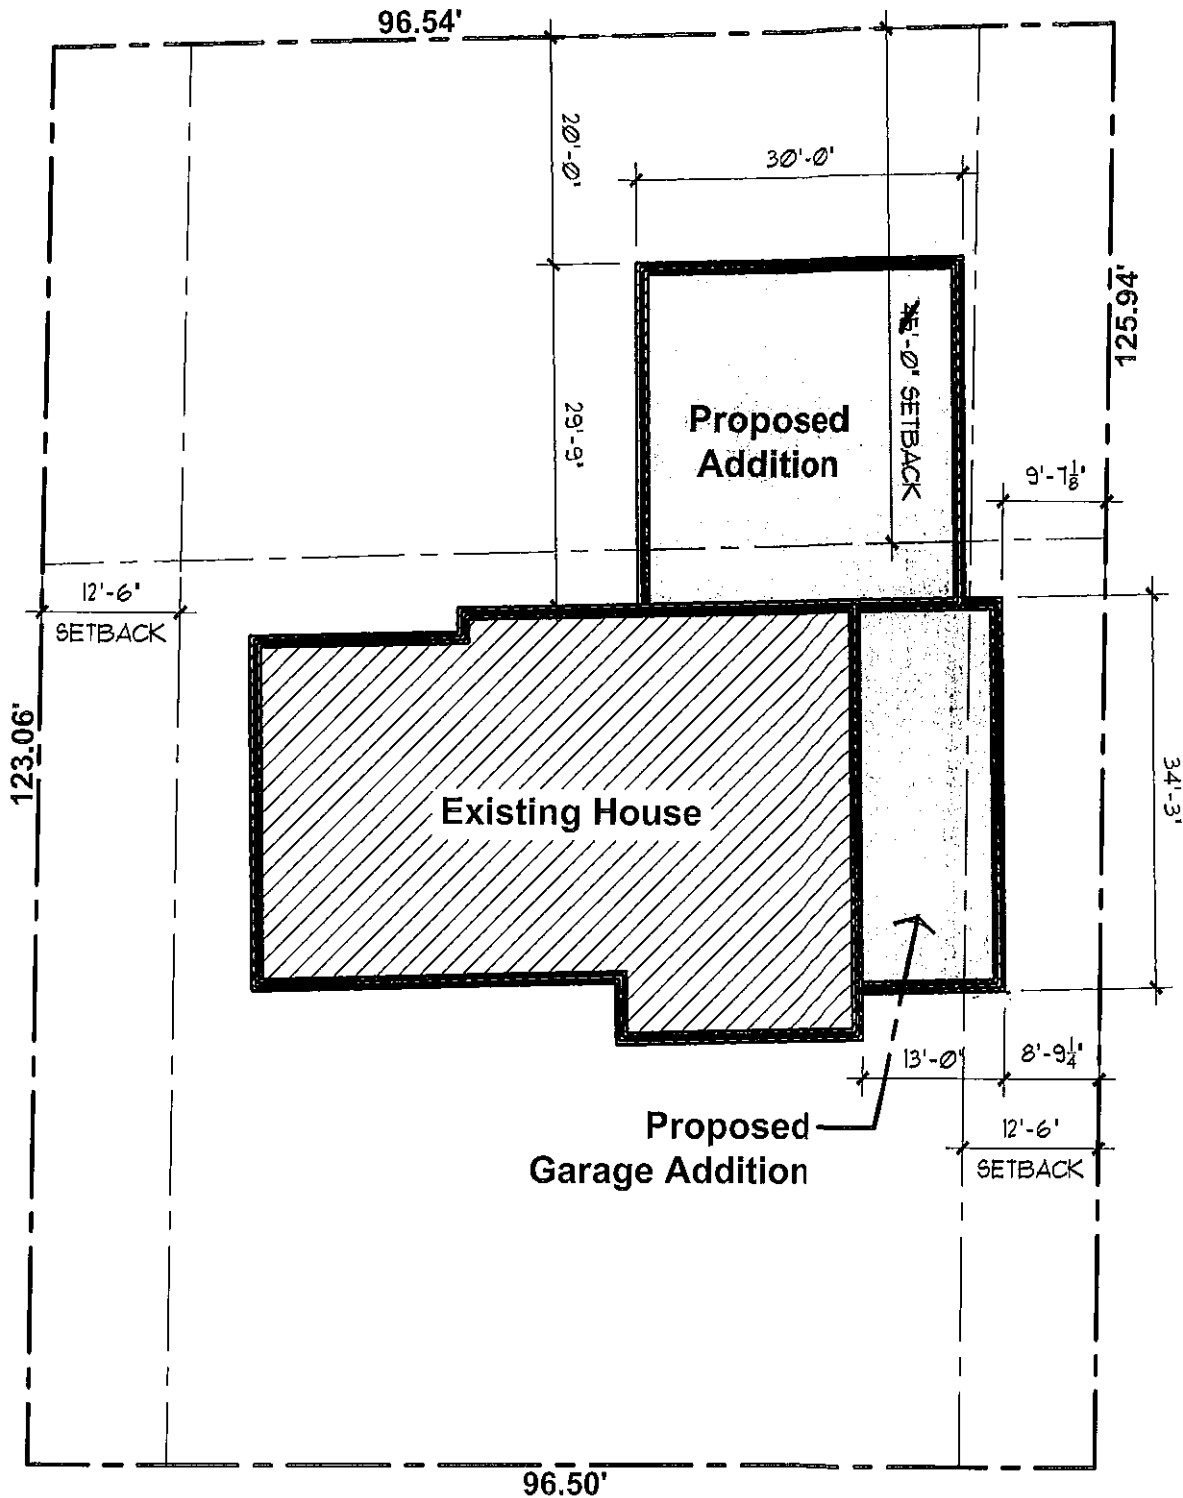 96.54'
20'-0"
30'-0"
125.94'
'-0" SETBACK
Proposed
Addition
29'-9"
9'-7 1/8"
12'-6"
SETBACK
123.06'
Existing House
34'-3"
13'-0"
8'-9 1/4"
Proposed
Garage Addition
12'-6"
SETBACK
96.50'